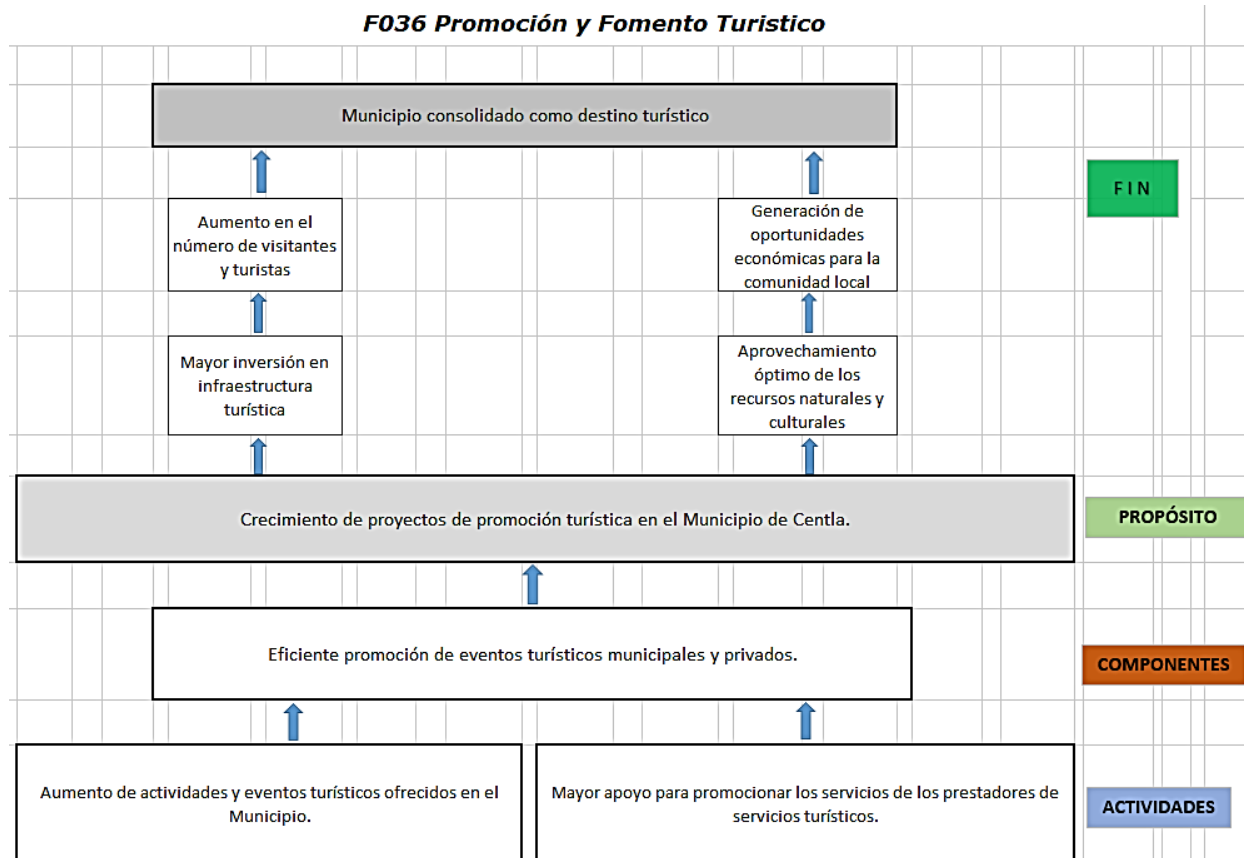 F036 Promoción y Fomento Turistico
Municipio consolidado como destino turístico
F I N
Aumento en el
número de visitantes
y turistas
Generación de
oportunidades
económicas para la
comunidad local
Mayor inversión en
infraestructura
turística
Aprovechamiento
óptimo de los
recursos naturales y
culturales
Crecimiento de proyectos de promoción turística en el Municipio de Centla.
PROPÓSITO
Eficiente promoción de eventos turísticos municipales y privados.
COMPONENTES
Aumento de actividades y eventos turísticos ofrecidos en el
Municipio.
Mayor apoyo para promocionar los servicios de los prestadores de
servicios turísticos.
ACTIVIDADES